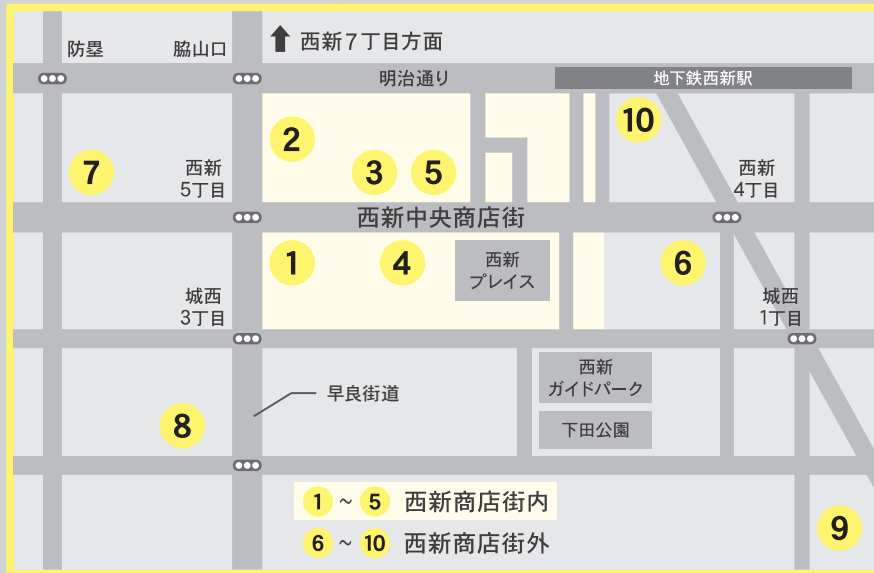 西新7丁目方面
防塁
脇山口
明治通り
地下鉄西新駅
2
10
7
3
5
西新
5丁目
西新
4丁目
西新中央商店街
1
4
西新
プレイス
6
城西
3丁目
城西
1丁目
西新
ガイドパーク
早良街道
8
下田公園
1 ~ 5 西新商店街内
6 ~ 10 西新商店街外
9